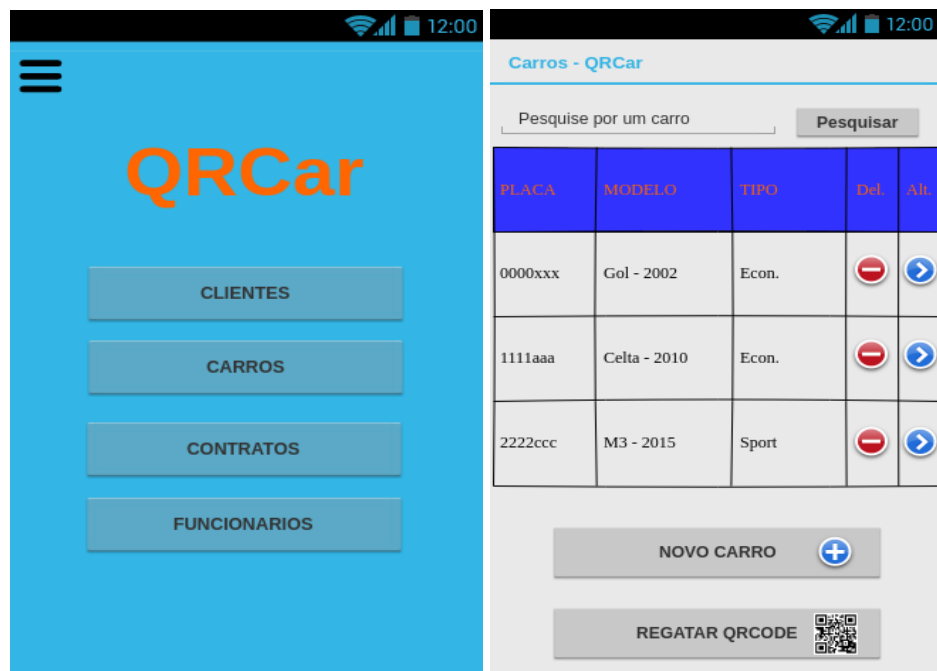 12:00
QRCar
CLIENTES
CARROS
CONTRATOS
FUNCIONARIOS
12:00
Carros - QRCar
Pesquise por um carro Pesquisar
PLACA MODELO TIPO Del. Alt.
0000xxx Gol - 2002 Econ.
1111aaa Celta - 2010 Econ.
2222ccc M3 - 2015 Sport
NOVO CARRO
REGATAR QRCODE